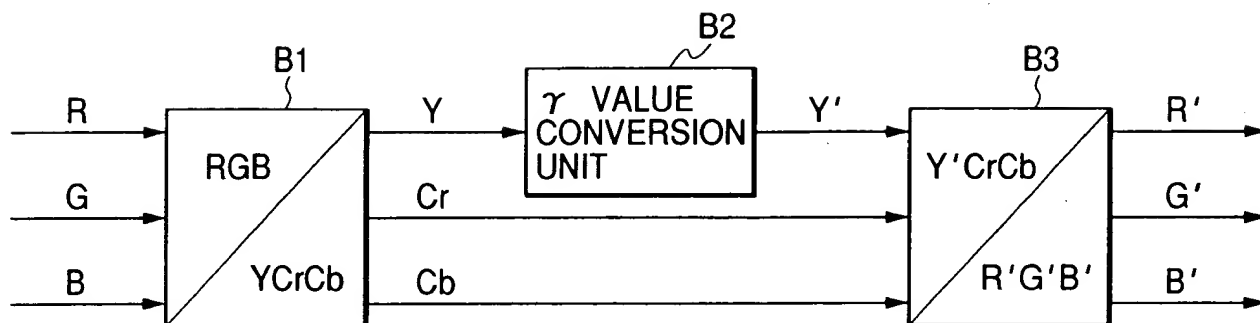 B1
B2
B3
R
G
B
RGB
YCrCb
Y
Cr
Cb
γ VALUE
CONVERSION
UNIT
Y'
Y'CrCb
R'G'B'
R'
G'
B'